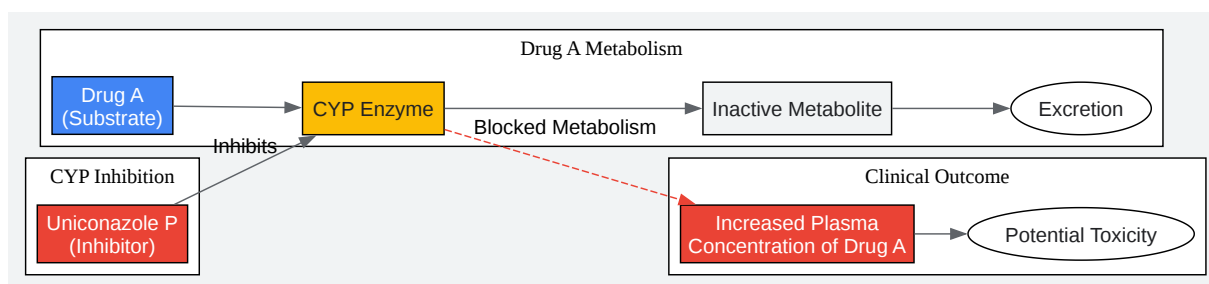 Drug A Metabolism
Drug A
(Substrate)
CYP Enzyme
Inactive Metabolite
Excretion
Blocked Metabolism
Inhibits
CYP Inhibition
Uniconazole P
(Inhibitor)
Clinical Outcome
Increased Plasma
Concentration of Drug A
Potential Toxicity